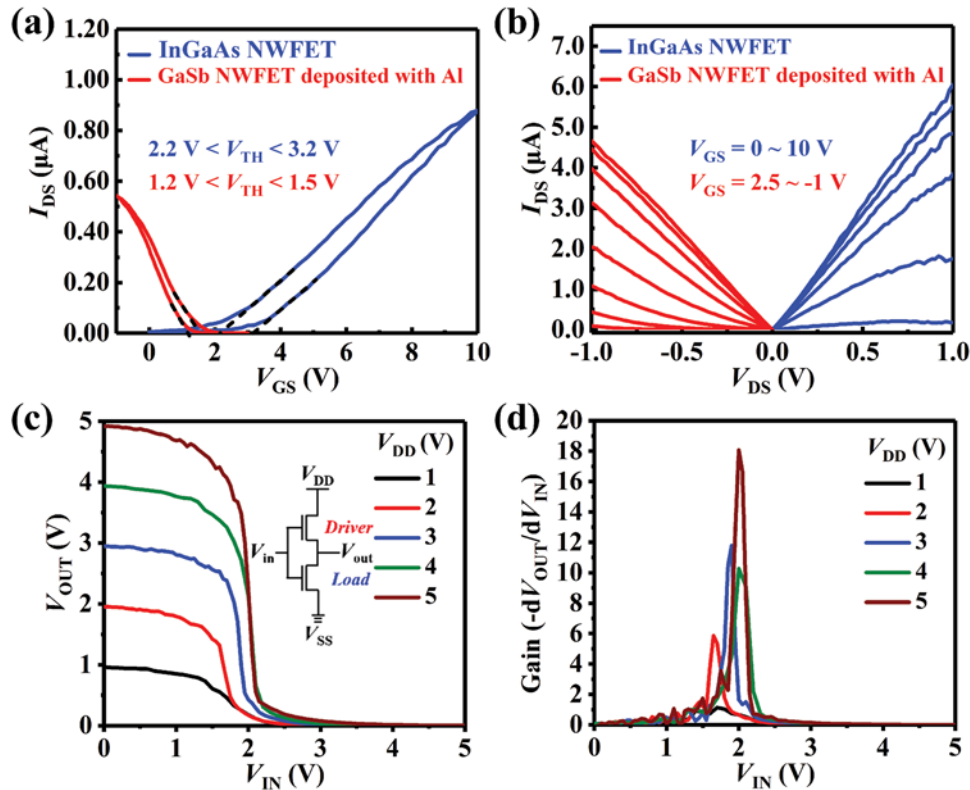 (a)
InGaAs NWFET
GaSb NWFET deposited with Al
2.2 V < VTH < 3.2 V
1.2 V < VTH < 1.5 V
1.20
1.00
0.80
0.60
0.40
0.20
0.00
IDS (μA)
0 2 4 6 8 10
VGS (V)
(b)
InGaAs NWFET
GaSb NWFET deposited with Al
VGS = 0 ~ 10 V
VGS = 2.5 ~ -1 V
7.0
6.0
5.0
4.0
3.0
2.0
1.0
0.0
IDS (μA)
-1.0 -0.5 0.0 0.5 1.0
VDS (V)
(c)
VDD (V)
1
2
3
4
5
VDD
Driver
Vin
Vout
Load
VSS
5
4
3
2
1
0
VOUT (V)
0 1 2 3 4 5
VIN (V)
(d)
VDD (V)
1
2
3
4
5
20
18
16
14
12
10
8
6
4
2
0
Gain (-dVOUT/dVIN)
0 1 2 3 4 5
VIN (V)